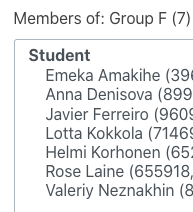 Members of: Group F (7)
Student
Emeka Amakihe (396
Anna Denisova (899
Javier Ferreiro (9609
Lotta Kokkola (71469
Helmi Korhonen (652
Rose Laine (655918,
Valeriy Neznakhin (8